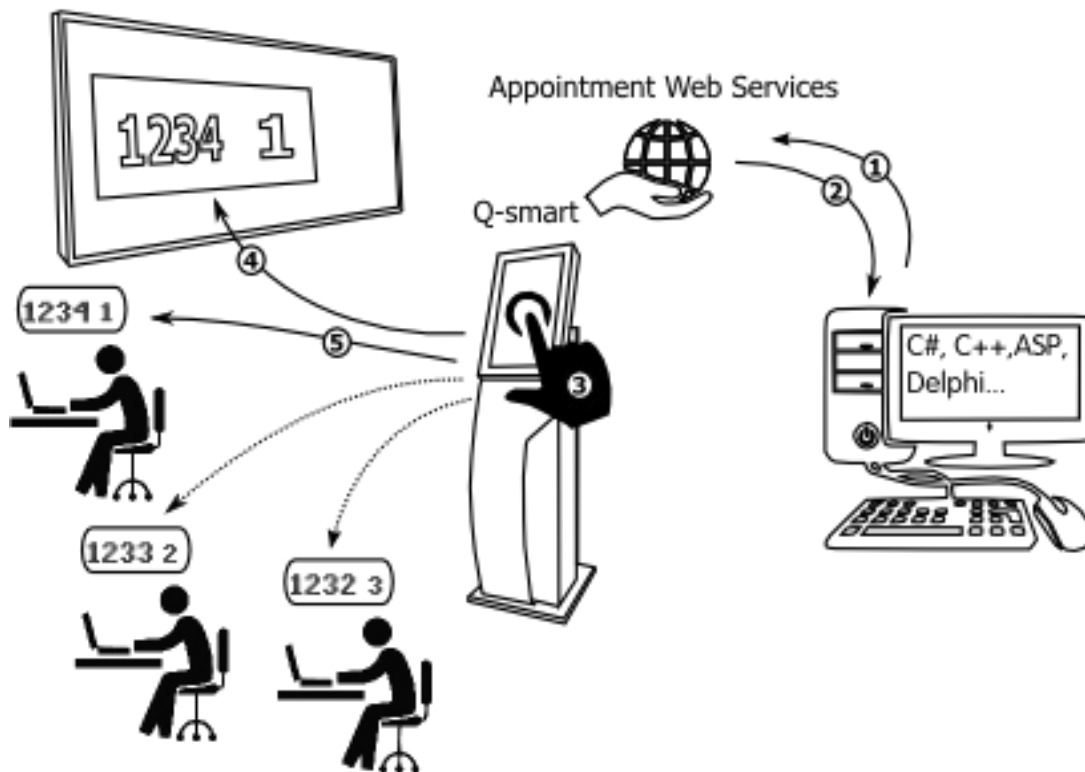 Appointment Web Services
1234 1
Q-smart
1
2
4
1234 1
5
C#, C++,ASP,
Delphi...
3
1233 2
1232 3